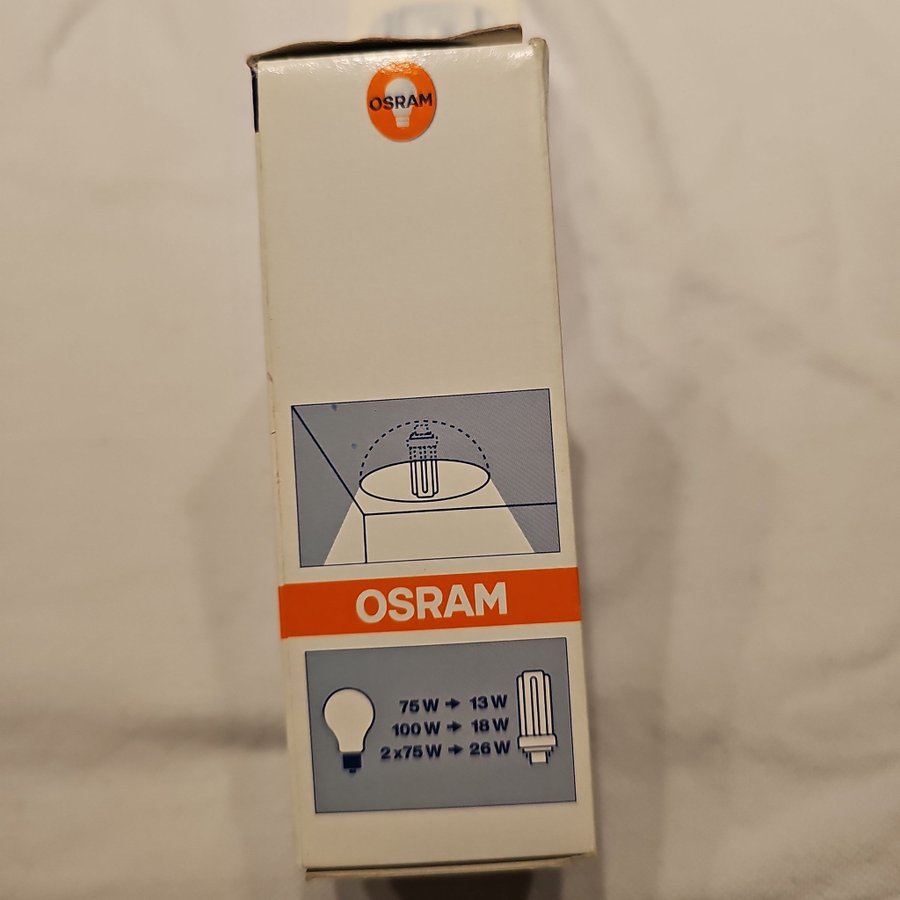 OSRAM
OSRAM
75 W → 13 W
100 W → 18 W
2x75 W → 26 W